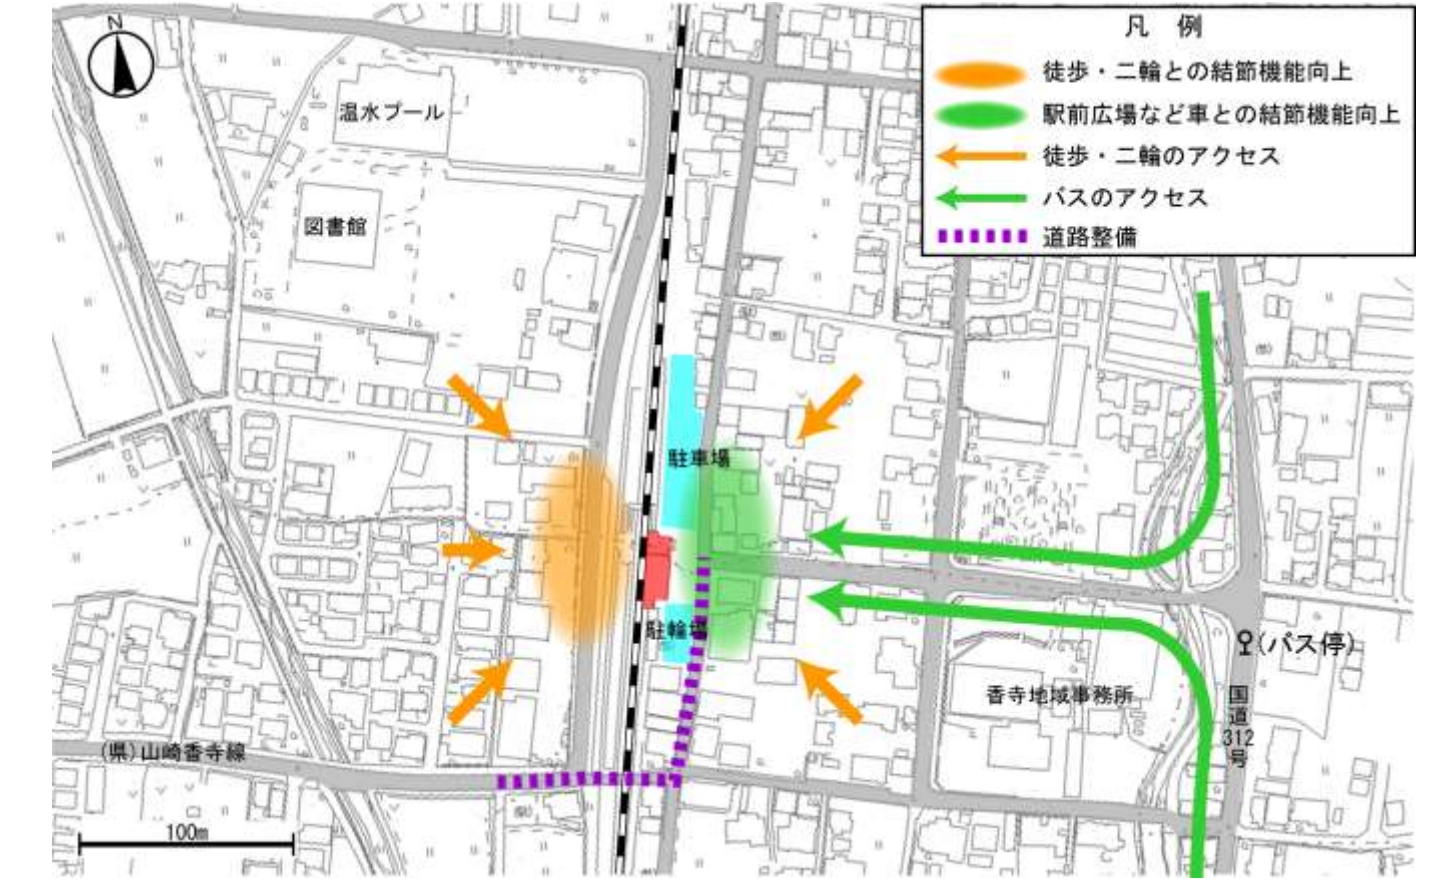 N
凡 例
徒歩・二輪との結節機能向上
駅前広場など車との結節機能向上
徒歩・二輪のアクセス
バスのアクセス
道路整備
温水プール
図書館
駐車場
駐輪場
(バス停)
香寺地域事務所
国道312号
(県)山崎香寺線
100m